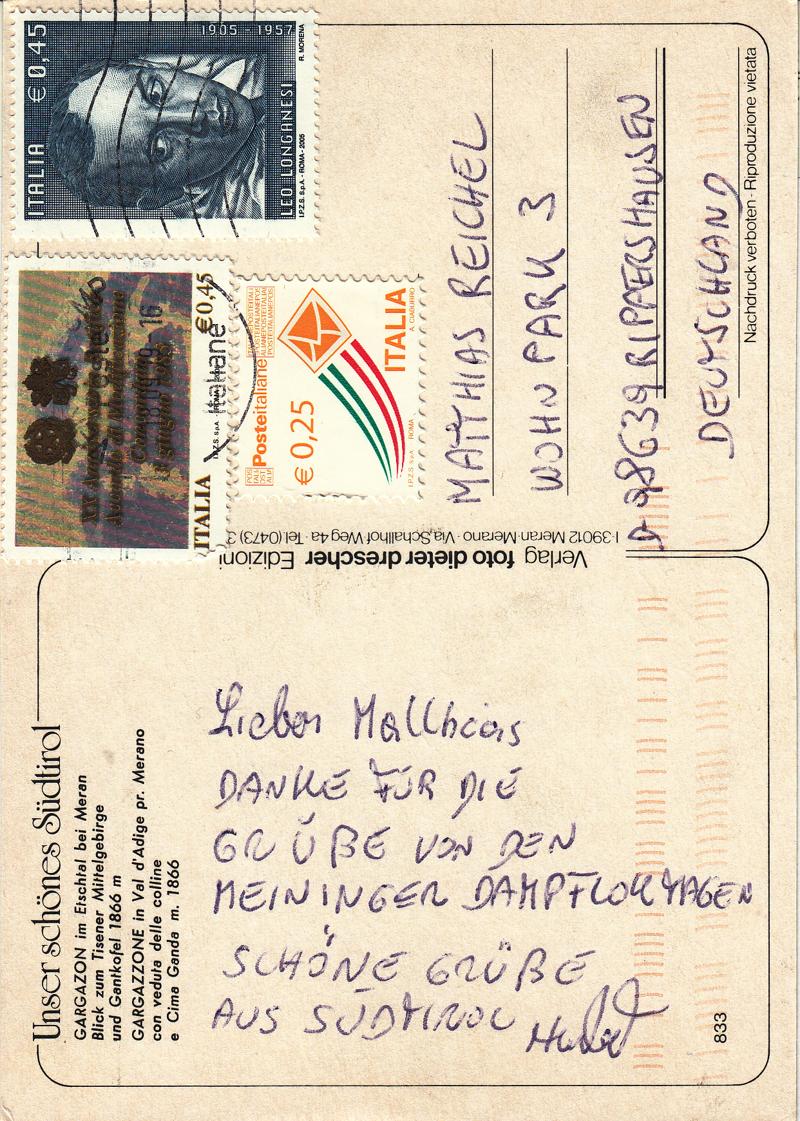 ITALIA € 0,45
1905 - 1957
R. MORENA
LEO LONGANESI
I.P.Z.S. S.p.A. - ROMA - 2005
ITALIA
€0,45
I.P.Z.S. S.p.A. - ROMA
Posteitaliane
€ 0,25
ITALIA
A. CIABURRO
I.P.Z.S. S.p.A. ROMA
MATTHIAS REICHEL
WOHNPARK 3
D 98639 RIPPERSHAUSEN
DEUTSCHLAND
Nachdruck verboten · Riproduzione vietata
Verlag foto dieter drescher Edizioni
I-39012 Meran-Merano · Via Schallhof Weg 4a · Tel (0473)
Unser schönes Südtirol
GARGAZON im Etschtal bei Meran
Blick zum Tisener Mittelgebirge
und Gantkofel 1866 m
GARGAZZONE in Val d'Adige pr. Merano
con veduta delle colline
e Cima Ganda m. 1866
Lieber Matthias
DANKE FÜR DIE
GRÜßE VON DEN
MEININGER DAMPFLOKTAGEN
SCHÖNE GRÜßE
AUS SÜDTIROL
833